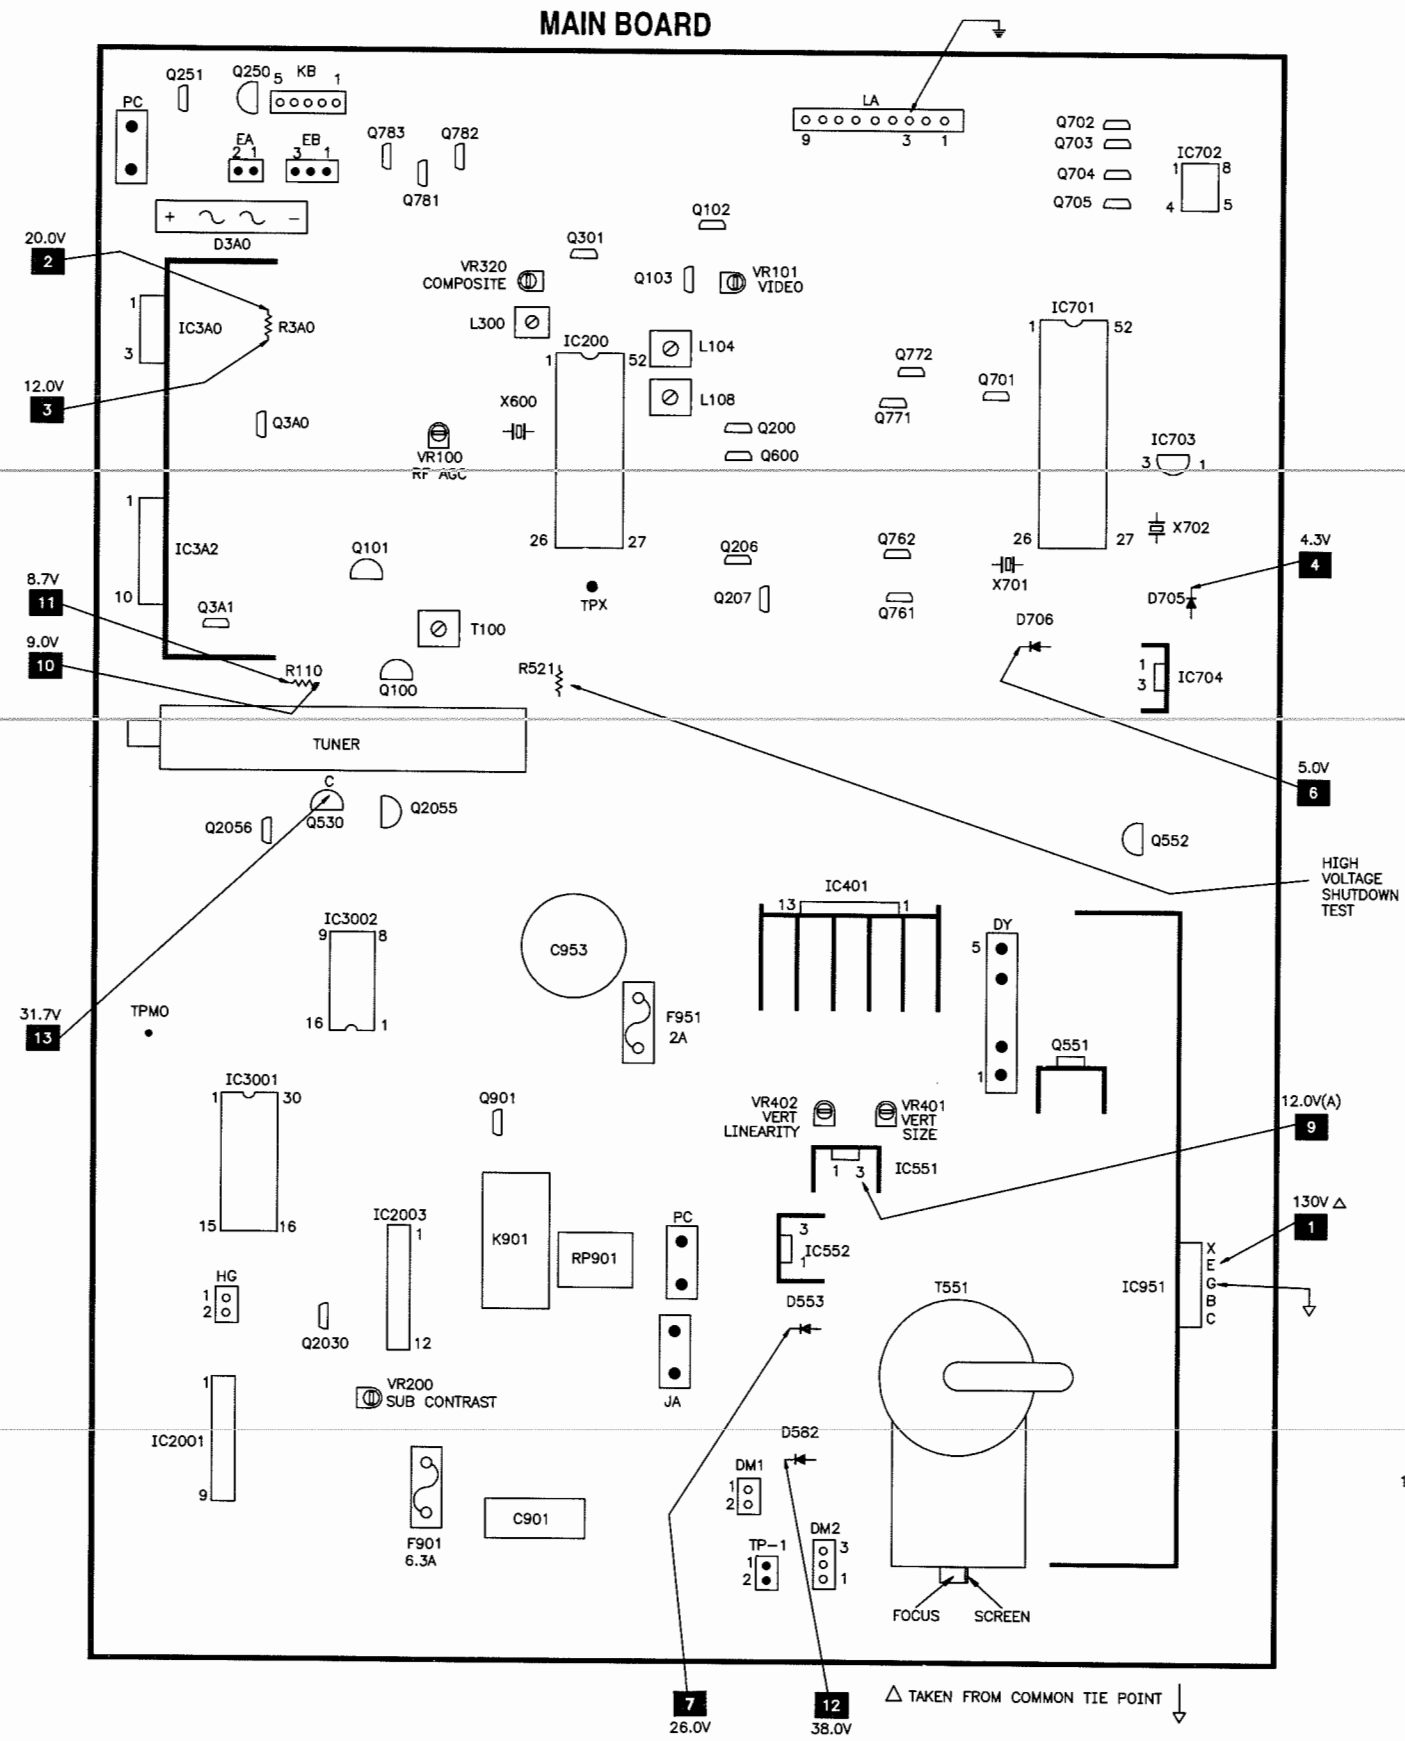 MAIN BOARD
Q251
Q250
5 KB 1
PC
LA
9 3 1
EA
2 1
EB
3 1
Q783
Q782
Q781
Q702
Q703
Q704
Q705
IC702
1 8
4 5
+ −
D3A0
20.0V
2
Q102
Q301
VR320
COMPOSITE
Q103
VR101
VIDEO
1
IC3A0
3
R3A0
L300
IC200
1 52
L104
L108
IC701
1 52
Q772
Q771
Q701
12.0V
3
Q3A0
X600
VR100
RF AGC
Q200
Q600
IC703
3 1
1
IC3A2
10
Q101
26 27
Q206
Q762
26 27
X702
X701
4.3V
4
8.7V
11
Q3A1
TPX
Q207
Q761
D705
T100
D706
9.0V
10
R110
Q100
R521
1
3
IC704
TUNER
5.0V
6
C
Q530
Q2055
Q2056
Q552
HIGH
VOLTAGE
SHUTDOWN
TEST
IC401
13 1
IC3002
9 8
16 1
C953
DY
5
1
31.7V
13
TPMO
F951
2A
Q551
IC3001
1 30
15 16
Q901
VR402
VERT
LINEARITY
VR401
VERT
SIZE
12.0V(A)
9
IC551
1 3
IC2003
1
12
K901
RP901
PC
3
IC552
1
130V △
1
HG
1
2
Q2030
D553
T551
IC951
X
E
G
B
C
JA
VR200
SUB CONTRAST
1
IC2001
9
D582
DM1
1
2
F901
6.3A
C901
TP-1
1
2
DM2
3
1
FOCUS SCREEN
7
26.0V
12
38.0V
△ TAKEN FROM COMMON TIE POINT